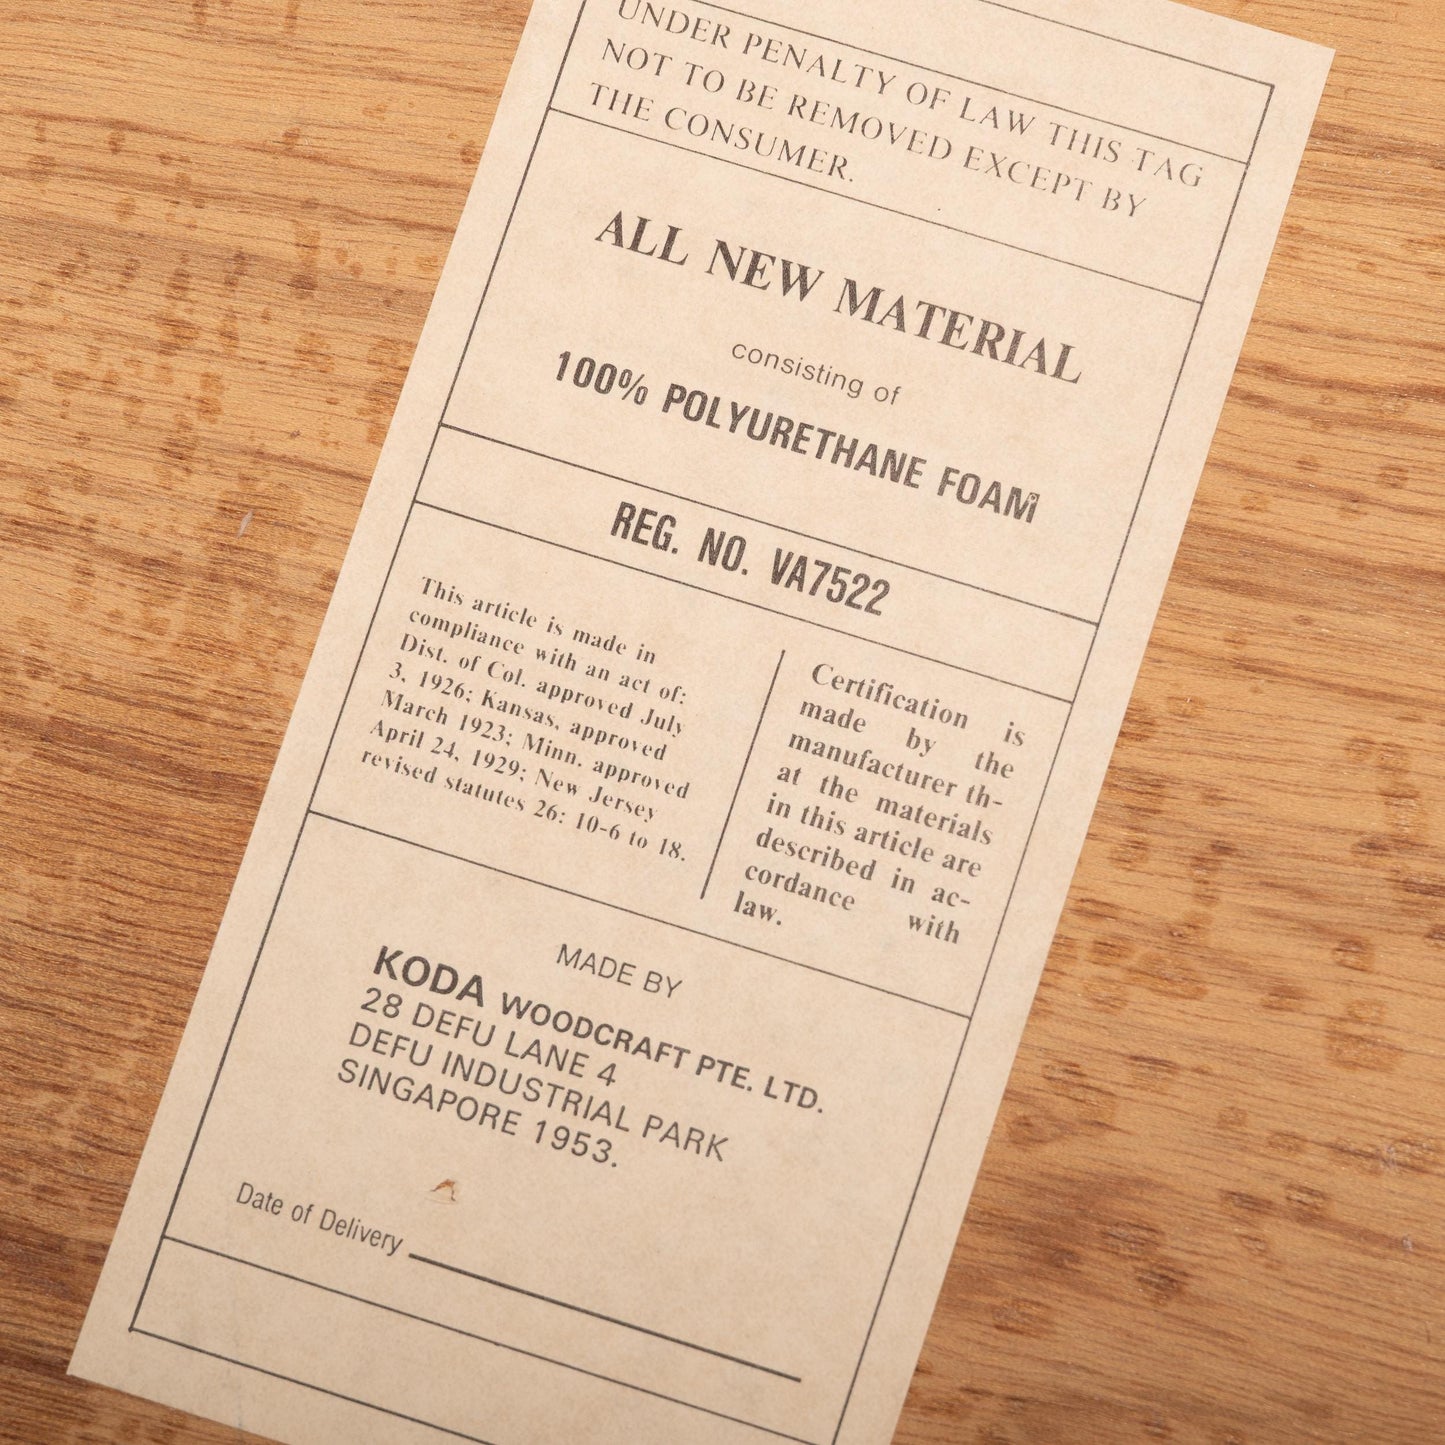 UNDER PENALTY OF LAW THIS TAG
NOT TO BE REMOVED EXCEPT BY
THE CONSUMER.
ALL NEW MATERIAL
consisting of
100% POLYURETHANE FOAM
REG. NO. VA7522
This article is made in
compliance with an act of:
Dist. of Col. approved July
3, 1926; Kansas, approved
March 1923; Minn. approved
April 24, 1929; New Jersey
revised statutes 26: 10-6 to 18.
Certification is
made by the
manufacturer th-
at the materials
in this article are
described in ac-
cordance with
law.
MADE BY
KODA WOODCRAFT PTE. LTD.
28 DEFU LANE 4
DEFU INDUSTRIAL PARK
SINGAPORE 1953.
Date of Delivery